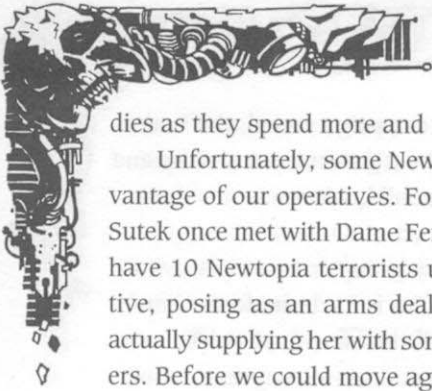 dies as they spend more and
Unfortunately, some New
vantage of our operatives. For
Sutek once met with Dame Fer
have 10 Newtopia terrorists u
tive, posing as an arms deal
actually supplying her with sor
ers. Before we could move ag